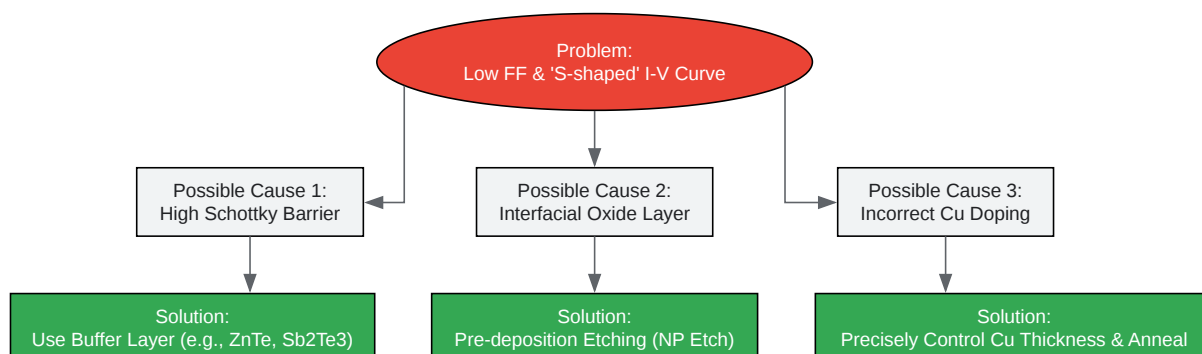 Problem:
Low FF & 'S-shaped' I-V Curve
Possible Cause 1:
High Schottky Barrier
Possible Cause 2:
Interfacial Oxide Layer
Possible Cause 3:
Incorrect Cu Doping
Solution:
Use Buffer Layer (e.g., ZnTe, Sb2Te3)
Solution:
Pre-deposition Etching (NP Etch)
Solution:
Precisely Control Cu Thickness & Anneal